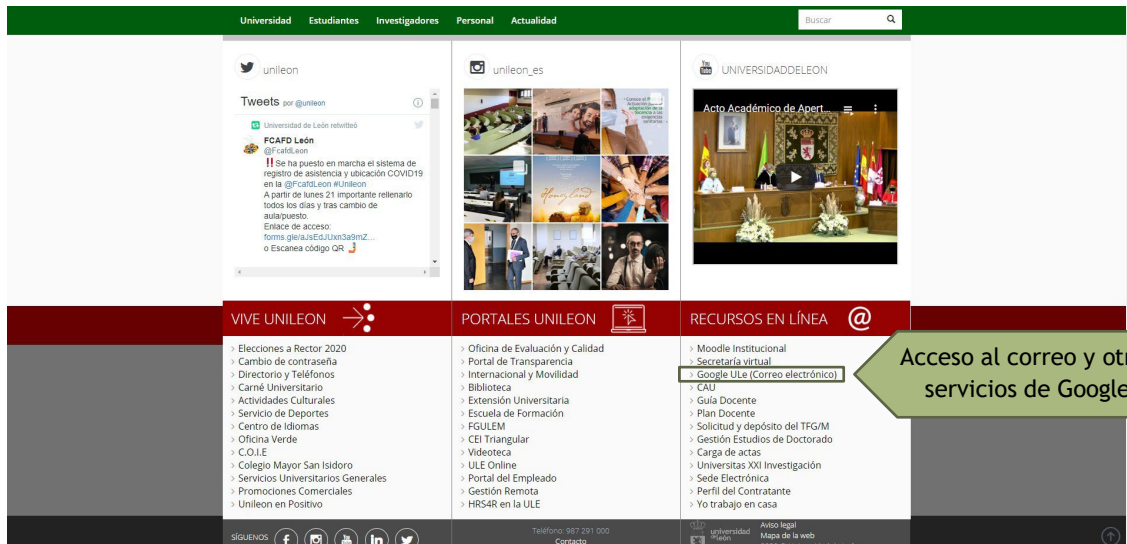 Universidad Estudiantes Investigadores Personal Actualidad Buscar
unileon
Tweets por @unileon
Universidad de León retwitteó
FCAFD León
@FcafdLeon
!! Se ha puesto en marcha el sistema de
registro de asistencia y ubicación COVID19
en la @FcafdLeon #Unileon
A partir de lunes 21 importante rellenarlo
todos los días y tras cambio de
aula/puesto.
Enlace de acceso:
forms.gle/aJsEdJUxn3a9mZ…
o Escanea código QR
unileon_es
UNIVERSIDADDELEON
Acto Académico de Apert...
VIVE UNILEON
> Elecciones a Rector 2020
> Cambio de contraseña
> Directorio y Teléfonos
> Carné Universitario
> Actividades Culturales
> Servicio de Deportes
> Centro de Idiomas
> Oficina Verde
> C.O.I.E
> Colegio Mayor San Isidoro
> Servicios Universitarios Generales
> Promociones Comerciales
> Unileon en Positivo
PORTALES UNILEON
> Oficina de Evaluación y Calidad
> Portal de Transparencia
> Internacional y Movilidad
> Biblioteca
> Extensión Universitaria
> Escuela de Formación
> FGULEM
> CEI Triangular
> Videoteca
> ULE Online
> Portal del Empleado
> Gestión Remota
> HRS4R en la ULE
RECURSOS EN LÍNEA @
> Moodle Institucional
> Secretaría virtual
> Google ULe (Correo electrónico)
> CAU
> Guía Docente
> Plan Docente
> Solicitud y depósito del TFG/M
> Gestión Estudios de Doctorado
> Carga de actas
> Universitas XXI Investigación
> Sede Electrónica
> Perfil del Contratante
> Yo trabajo en casa
Acceso al correo y otr
servicios de Google
SÍGUENOS
Teléfono: 987 291 000
Contacto
universidad
de león
Aviso legal
Mapa de la web